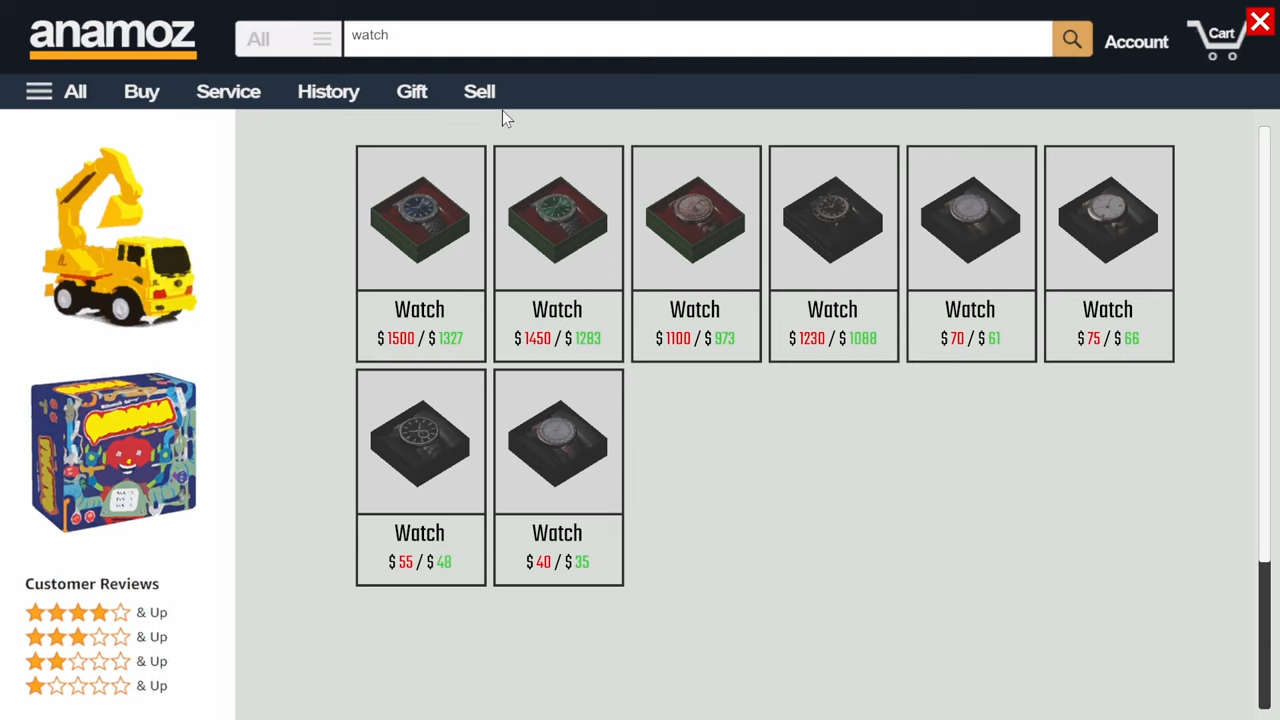 anamoz
All
watch
Account
Cart
All Buy Service History Gift Sell
Watch
$ 1500 / $ 1327
Watch
$ 1450 / $ 1283
Watch
$ 1100 / $ 973
Watch
$ 1230 / $ 1088
Watch
$ 70 / $ 61
Watch
$ 75 / $ 66
Watch
$ 55 / $ 48
Watch
$ 40 / $ 35
Customer Reviews
& Up
& Up
& Up
& Up